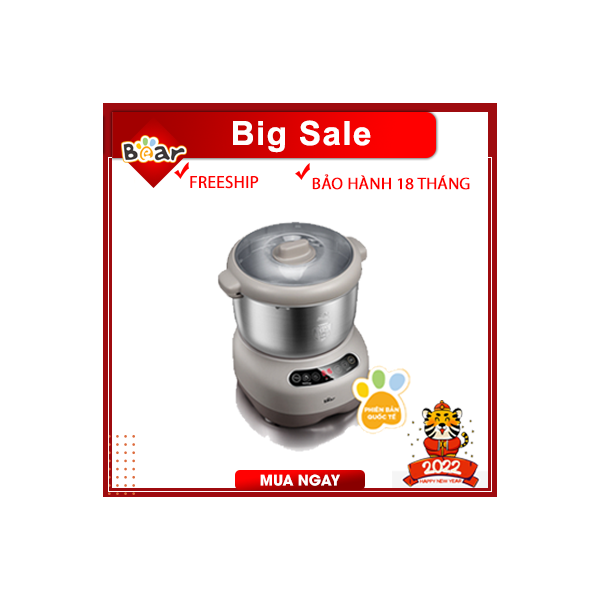 Big Sale
Bear
FREESHIP
BẢO HÀNH 18 THÁNG
PHIÊN BẢN
QUỐC TẾ
2022
HAPPY NEW YEAR
MUA NGAY